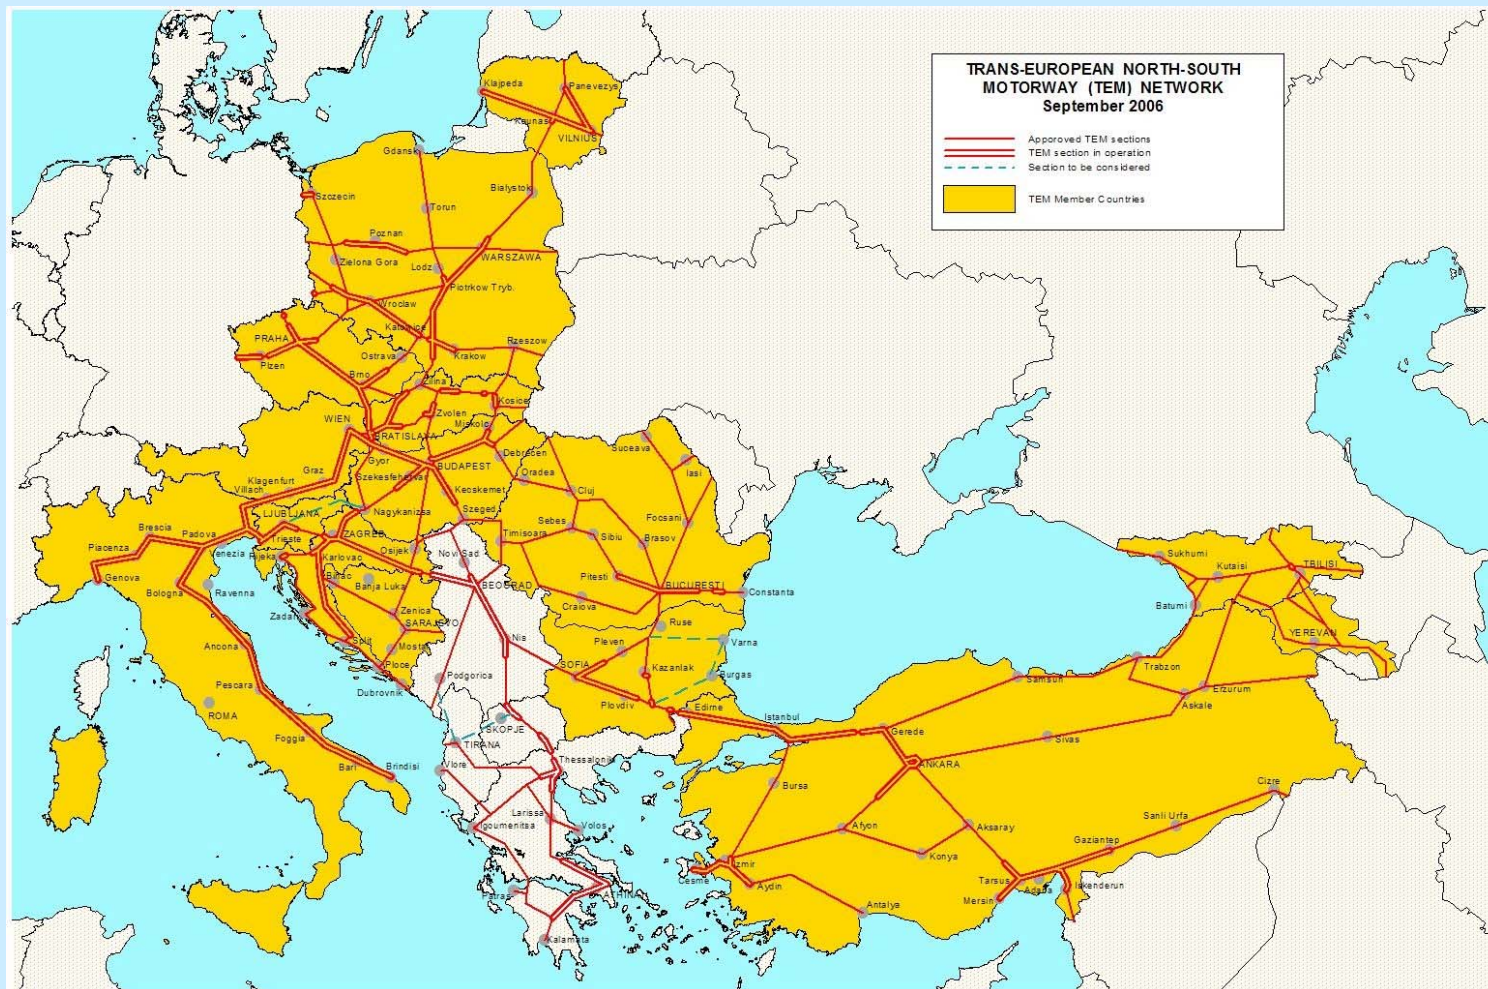 TRANS-EUROPEAN NORTH-SOUTH
MOTORWAY (TEM) NETWORK
September 2006
Apporoved TEM sections
TEM section in operation
Section to be considered
TEM Member Countries
Klajpeda
Panevezys
Kaunas
VILNIUS
Gdansk
Szczecin
Bialystok
Torun
Poznan
Zielona Gora
Lodz
WARSZAWA
Piotrkow Tryb.
Wroclaw
Katowice
PRAHA
Rzeszow
Plzen
Ostrava
Krakow
Brno
Zilina
Kosice
WIEN
Zvolen
Miskolc
BRATISLAVA
Suceava
Gyor
Debrecen
Graz
BUDAPEST
Oradea
Iasi
Szekesfehervar
Klagenfurt
Villach
Kecskemet
Cluj
LJUBLJANA
Nagykanizsa
Szeged
Focsani
Brescia
Padova
Sebes
Trieste
ZAGREB
Timisoara
Sibiu
Brasov
Piacenza
Venezia
Rijeka
Karlovac
Osijek
Novi Sad
Sukhumi
TBILISI
Genova
Bihac
Banja Luka
BEOGRAD
Pitesti
BUCURESTI
Kutaisi
Bologna
Ravenna
Constanta
Craiova
Batumi
Zadar
Zenica
SARAJEVO
Ruse
YEREVAN
Ancona
Split
Mostar
Nis
Pleven
Varna
Ploce
SOFIA
Kazanlak
Trabzon
Pescara
Dubrovnik
Podgorica
Burgas
Samsun
Erzurum
ROMA
Plovdiv
Edirne
Askale
Istanbul
SKOPJE
Gerede
Foggia
TIRANA
Sivas
Bari
Brindisi
Vlore
Thessaloniki
ANKARA
Bursa
Cizre
Larissa
Igoumenitsa
Volos
Afyon
Aksaray
Sanli Urfa
Gaziantep
Konya
Izmir
Cesme
Aydin
Tarsus
Adana
Iskenderun
Patras
ATHINA
Mersin
Antalya
Kalamata